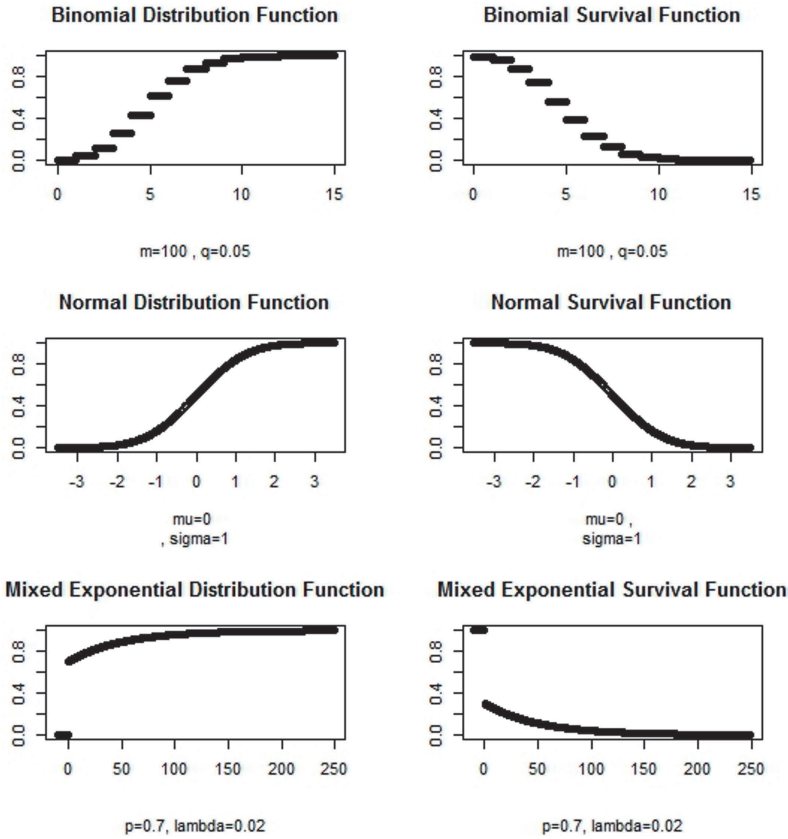 Binomial Distribution Function
0.0 0.4 0.8
0 5 10 15
m=100 , q=0.05
Binomial Survival Function
0.0 0.4 0.8
0 5 10 15
m=100 , q=0.05
Normal Distribution Function
0.0 0.4 0.8
-3 -2 -1 0 1 2 3
mu=0
, sigma=1
Normal Survival Function
0.0 0.4 0.8
-3 -2 -1 0 1 2 3
mu=0 ,
sigma=1
Mixed Exponential Distribution Function
0.0 0.4 0.8
0 50 100 150 200 250
p=0.7, lambda=0.02
Mixed Exponential Survival Function
0.0 0.4 0.8
0 50 100 150 200 250
p=0.7, lambda=0.02